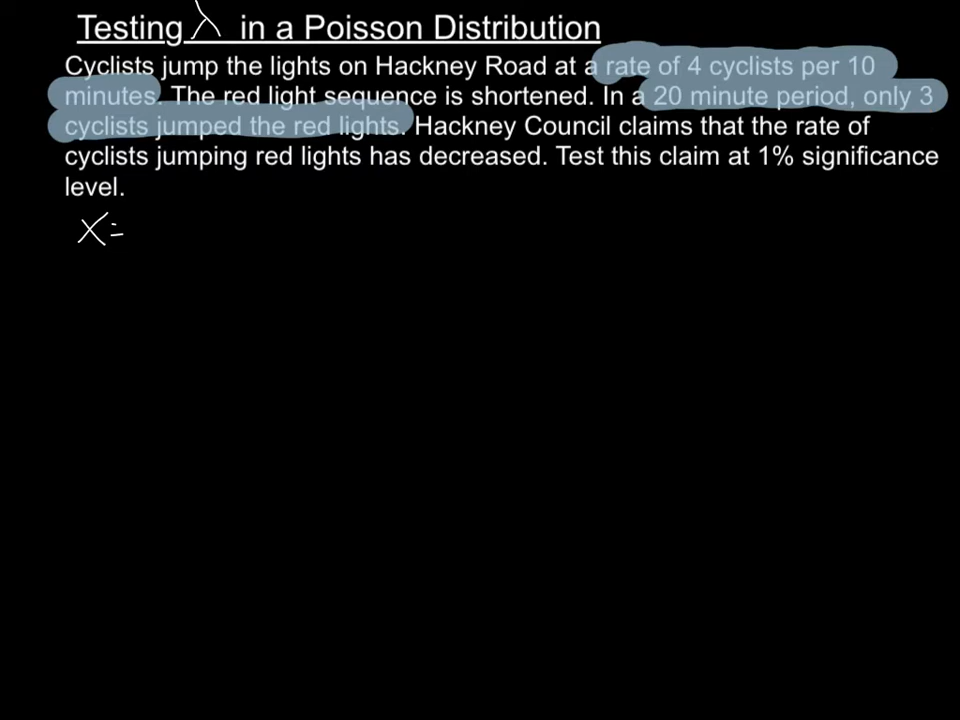 Testing λ in a Poisson Distribution
Cyclists jump the lights on Hackney Road at a rate of 4 cyclists per 10
minutes. The red light sequence is shortened. In a 20 minute period, only 3
cyclists jumped the red lights. Hackney Council claims that the rate of
cyclists jumping red lights has decreased. Test this claim at 1% significance
level.
X=